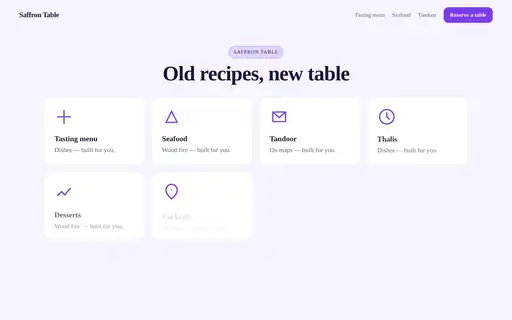 Saffron Table
Tasting menu
Seafood
Tandoor
Reserve a table
SAFFRON TABLE
Old recipes, new table
Tasting menu
Dishes — built for you.
Seafood
Wood fire — built for you.
Tandoor
On maps — built for you.
Thalis
Dishes — built for you.
Desserts
Wood fire — built for you.